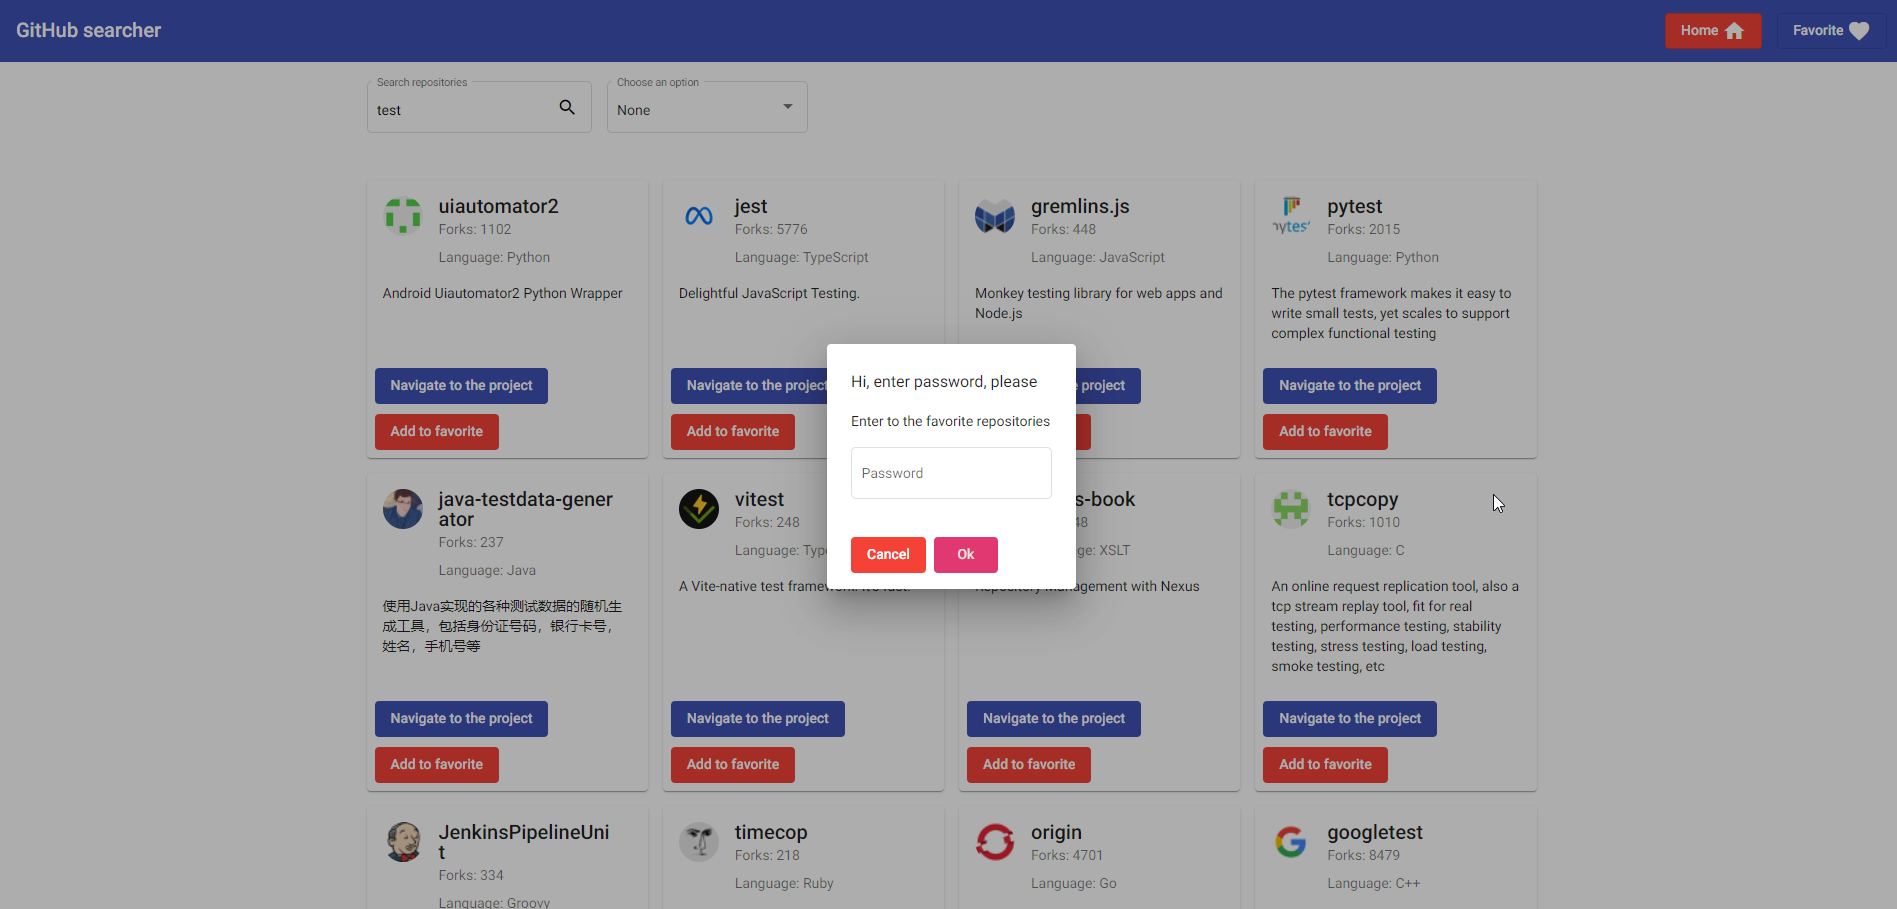 GitHub searcher
Home
Favorite
Search repositories
test
Choose an option
None
uiautomator2
Forks: 1102
Language: Python
Android Uiautomator2 Python Wrapper
Navigate to the project
Add to favorite
jest
Forks: 5776
Language: TypeScript
Delightful JavaScript Testing.
Navigate to the project
Add to favorite
gremlins.js
Forks: 448
Language: JavaScript
Monkey testing library for web apps and
Node.js
project
pytest
Forks: 2015
Language: Python
The pytest framework makes it easy to
write small tests, yet scales to support
complex functional testing
Navigate to the project
Add to favorite
Hi, enter password, please
Enter to the favorite repositories
Password
Cancel
Ok
java-testdata-gener
ator
Forks: 237
Language: Java
使用Java实现的各种测试数据的随机生
成工具，包括身份证号码，银行卡号，
姓名，手机号等
Navigate to the project
Add to favorite
vitest
Forks: 248
A Vite-native test
Navigate to the project
Add to favorite
s-book
48
ge: XSLT
with Nexus
Navigate to the project
Add to favorite
tcpcopy
Forks: 1010
Language: C
An online request replication tool, also a
tcp stream replay tool, fit for real
testing, performance testing, stability
testing, stress testing, load testing,
smoke testing, etc
Navigate to the project
Add to favorite
JenkinsPipelineUni
t
Forks: 334
Language: Groovy
timecop
Forks: 218
Language: Ruby
origin
Forks: 4701
Language: Go
googletest
Forks: 8479
Language: C++